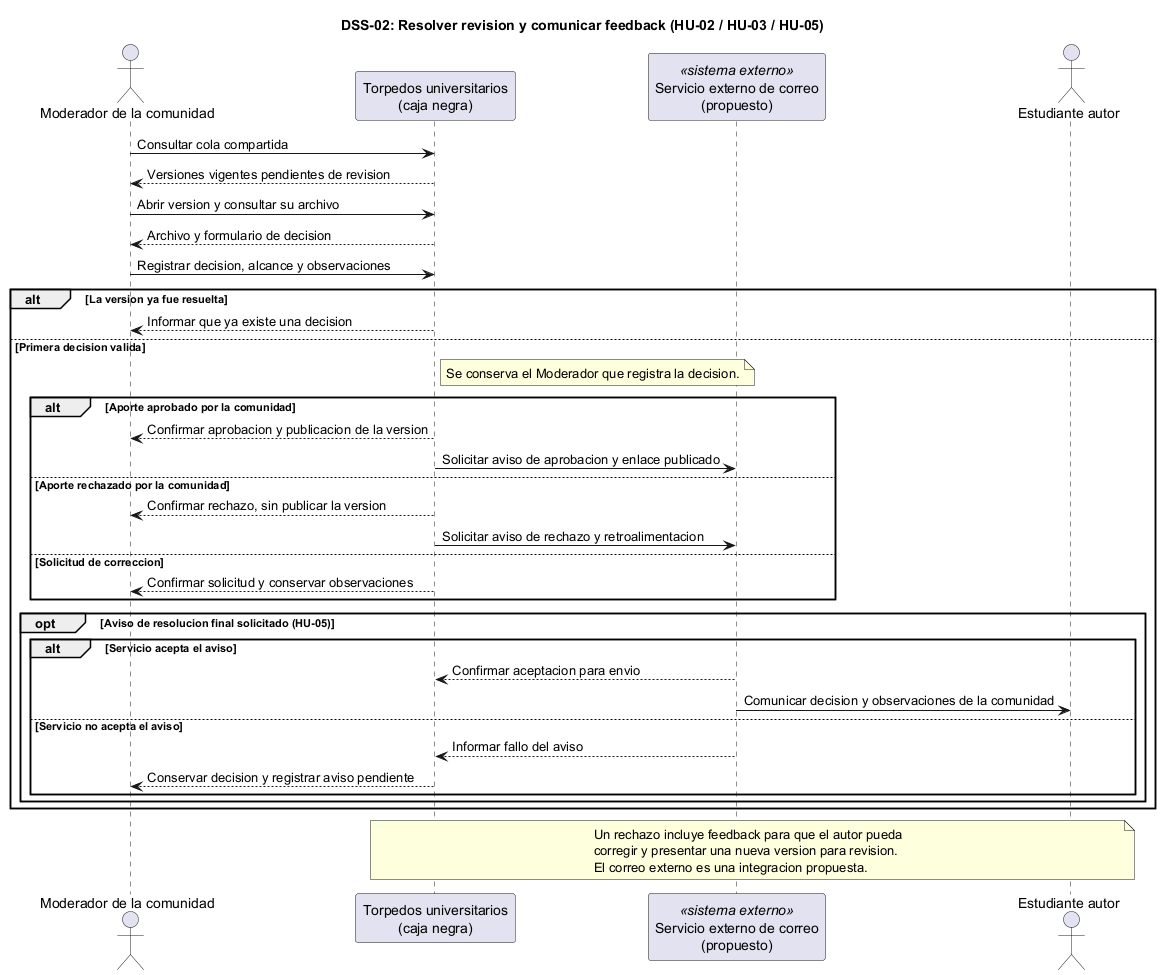 DSS-02: Resolver revision y comunicar feedback (HU-02 / HU-03 / HU-05)
Moderador de la comunidad
Torpedos universitarios
(caja negra)
«sistema externo»
Servicio externo de correo
(propuesto)
Estudiante autor
Consultar cola compartida
Versiones vigentes pendientes de revision
Abrir version y consultar su archivo
Archivo y formulario de decision
Registrar decision, alcance y observaciones
alt [La version ya fue resuelta]
Informar que ya existe una decision
[Primera decision valida]
Se conserva el Moderador que registra la decision.
alt [Aporte aprobado por la comunidad]
Confirmar aprobacion y publicacion de la version
Solicitar aviso de aprobacion y enlace publicado
[Aporte rechazado por la comunidad]
Confirmar rechazo, sin publicar la version
Solicitar aviso de rechazo y retroalimentacion
[Solicitud de correccion]
Confirmar solicitud y conservar observaciones
opt [Aviso de resolucion final solicitado (HU-05)]
alt [Servicio acepta el aviso]
Confirmar aceptacion para envio
Comunicar decision y observaciones de la comunidad
[Servicio no acepta el aviso]
Informar fallo del aviso
Conservar decision y registrar aviso pendiente
Un rechazo incluye feedback para que el autor pueda
corregir y presentar una nueva version para revision.
El correo externo es una integracion propuesta.
Moderador de la comunidad
Torpedos universitarios
(caja negra)
«sistema externo»
Servicio externo de correo
(propuesto)
Estudiante autor